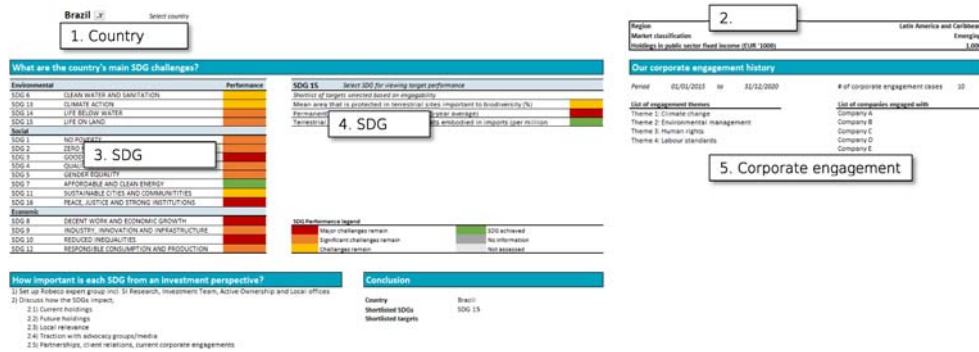 Brazil Select country
1. Country
2.
Region Latin America and Caribbean
Market classification Emerging
Holdings in public sector fixed income (EUR '1000) 1,000
What are the country's main SDG challenges?
Environmental Performance
SDG 6 CLEAN WATER AND SANITATION
SDG 13 CLIMATE ACTION
SDG 14 LIFE BELOW WATER
SDG 15 LIFE ON LAND
Social
SDG 1 NO POVERTY
SDG 2 ZERO
SDG 3 GOOD
SDG 4
SDG 5 GENDER EQUALITY
SDG 7 AFFORDABLE AND CLEAN ENERGY
SDG 11 SUSTAINABLE CITIES AND COMMUNITITIES
SDG 16 PEACE, JUSTICE AND STRONG INSTITUTIONS
3. SDG
Economic
SDG 8 DECENT WORK AND ECONOMIC GROWTH
SDG 9 INDUSTRY, INNOVATION AND INFRASTRUCTURE
SDG 10 REDUCED INEQUALITIES
SDG 12 RESPONSIBLE CONSUMPTION AND PRODUCTION
SDG 15 Select SDG for viewing target performance
Shortlist of targets selected based on engagability
Mean area that is protected in terrestrial sites important to biodiversity (%)
Permanent -year average)
Terrestrial embodied in imports (per million
4. SDG
SDG Performance legend
Major challenges remain SDG achieved
Significant challenges remain No information
Challenges remain Not assessed
Our corporate engagement history
Period 01/01/2015 to 31/12/2020 # of corporate engagement cases 10
List of engagement themes List of companies engaged with
Theme 1: Climate change Company A
Theme 2: Environmental management Company B
Theme 3: Human rights Company C
Theme 4: Labour standards Company D
Company E
5. Corporate engagement
How important is each SDG from an investment perspective?
1) Set up Robeco expert group incl. SI Research, Investment Team, Active Ownership and Local offices
2) Discuss how the SDGs impact;
2.1) Current holdings
2.2) Future holdings
2.3) Local relevance
2.4) Traction with advocacy groups/media
2.5) Partnerships, client relations, current corporate engagements
Conclusion
Country Brazil
Shortlisted SDGs SDG 15
Shortlisted targets